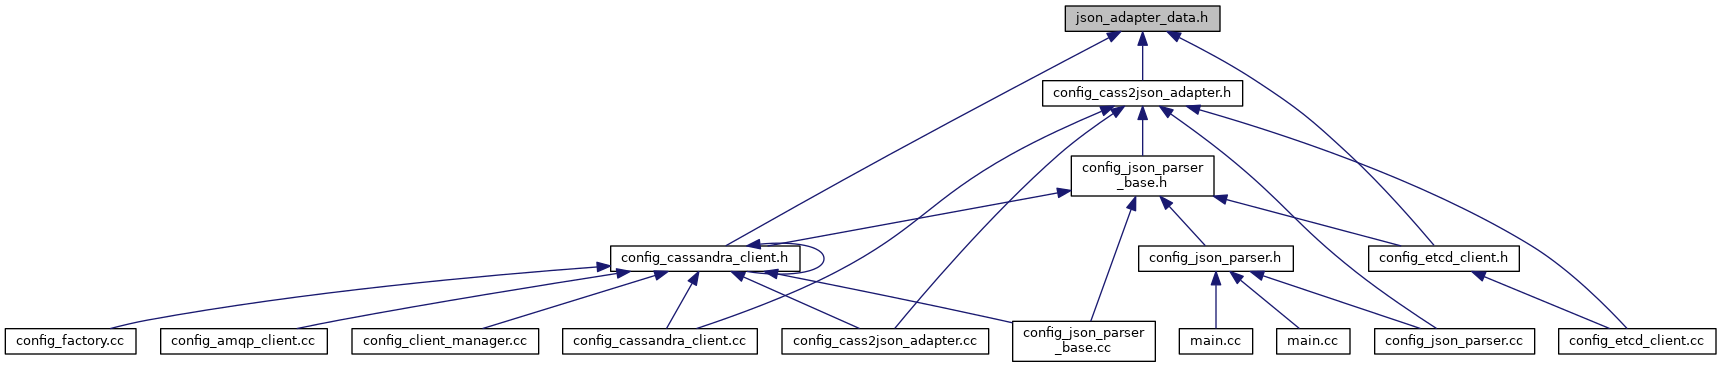 json_adapter_data.h
config_cass2json_adapter.h
config_json_parser
_base.h
config_cassandra_client.h
config_json_parser.h
config_etcd_client.h
config_factory.cc
config_amqp_client.cc
config_client_manager.cc
config_cassandra_client.cc
config_cass2json_adapter.cc
config_json_parser
_base.cc
main.cc
main.cc
config_json_parser.cc
config_etcd_client.cc